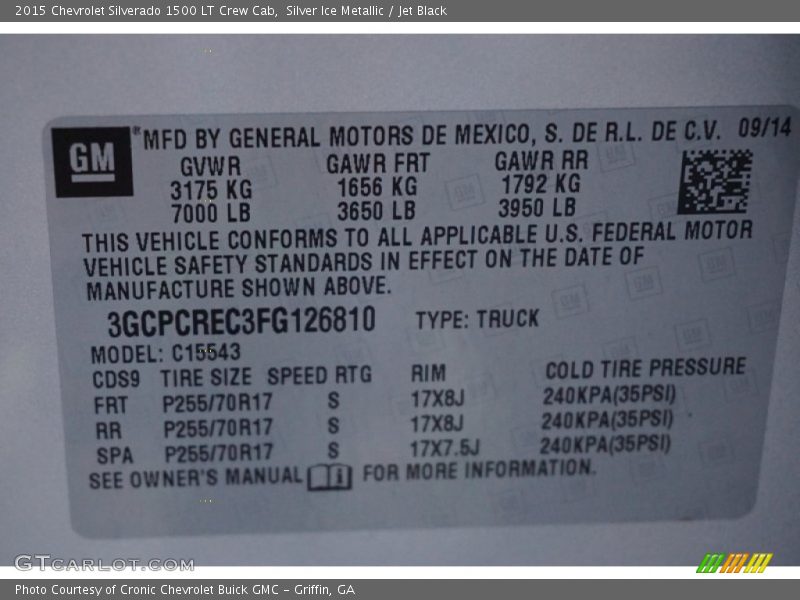 2015 Chevrolet Silverado 1500 LT Crew Cab, Silver Ice Metallic / Jet Black
GM ® MFD BY GENERAL MOTORS DE MEXICO, S. DE R.L. DE C.V. 09/14
GVWR GAWR FRT GAWR RR
3175 KG 1656 KG 1792 KG
7000 LB 3650 LB 3950 LB
THIS VEHICLE CONFORMS TO ALL APPLICABLE U.S. FEDERAL MOTOR
VEHICLE SAFETY STANDARDS IN EFFECT ON THE DATE OF
MANUFACTURE SHOWN ABOVE.
3GCPCREC3FG126810 TYPE: TRUCK
MODEL: C15543
CDS9 TIRE SIZE SPEED RTG RIM COLD TIRE PRESSURE
FRT P255/70R17 S 17X8J 240KPA(35PSI)
RR P255/70R17 S 17X8J 240KPA(35PSI)
SPA P255/70R17 S 17X7.5J 240KPA(35PSI)
SEE OWNER'S MANUAL i FOR MORE INFORMATION.
GTCARLOT.COM
Photo Courtesy of Cronic Chevrolet Buick GMC – Griffin, GA